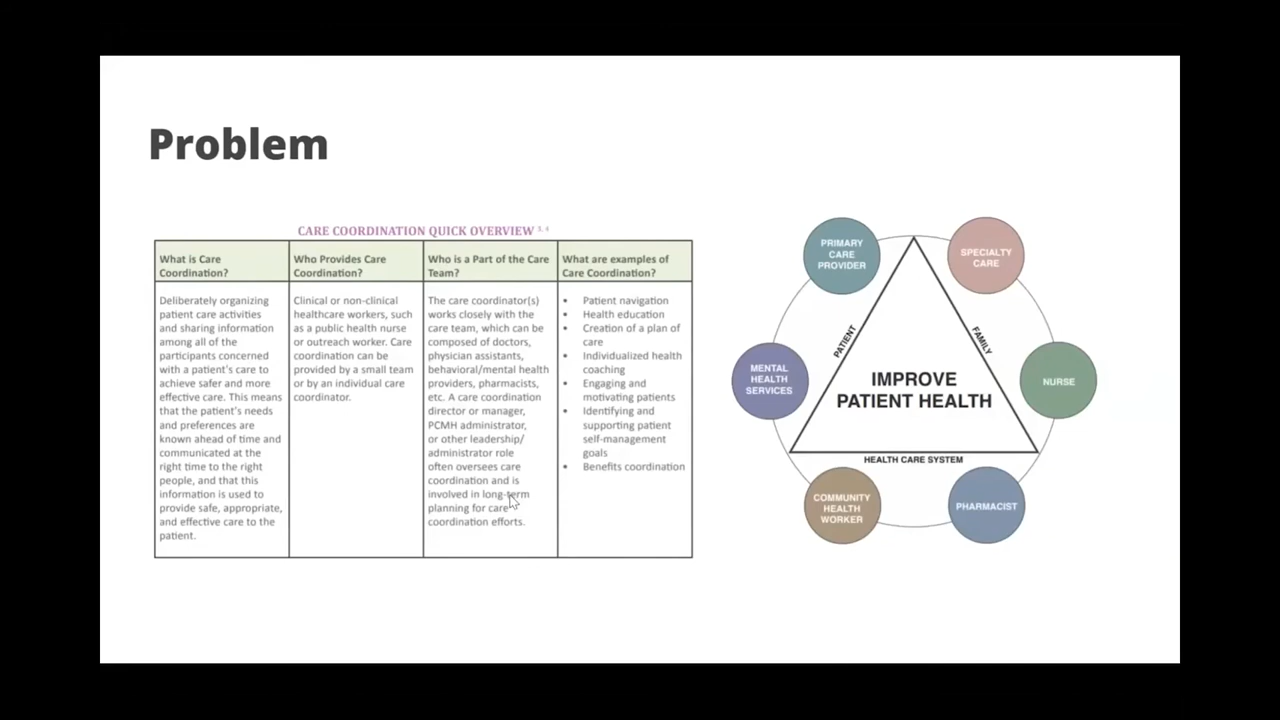 Problem
CARE COORDINATION QUICK OVERVIEW 3, 4
What is Care
Coordination?
Deliberately organizing
patient care activities
and sharing information
among all of the
participants concerned
with a patient's care to
achieve safer and more
effective care. This means
that the patient's needs
and preferences are
known ahead of time and
communicated at the
right time to the right
people, and that this
information is used to
provide safe, appropriate,
and effective care to the
patient.
Who Provides Care
Coordination?
Clinical or non-clinical
healthcare workers, such
as a public health nurse
or outreach worker. Care
coordination can be
provided by a small team
or by an individual care
coordinator.
Who is a Part of the Care
Team?
The care coordinator(s)
works closely with the
care team, which can be
composed of doctors,
physician assistants,
behavioral/mental health
providers, pharmacists,
etc. A care coordination
director or manager,
PCMH administrator,
or other leadership/
administrator role
often oversees care
coordination and is
involved in long-term
planning for care
coordination efforts.
What are examples of
Care Coordination?
• Patient navigation
• Health education
• Creation of a plan of
care
• Individualized health
coaching
• Engaging and
motivating patients
• Identifying and
supporting patient
self-management
goals
• Benefits coordination
PRIMARY
CARE
PROVIDER
SPECIALTY
CARE
PATIENT
FAMILY
MENTAL
HEALTH
SERVICES
IMPROVE
PATIENT HEALTH
NURSE
HEALTH CARE SYSTEM
COMMUNITY
HEALTH
WORKER
PHARMACIST